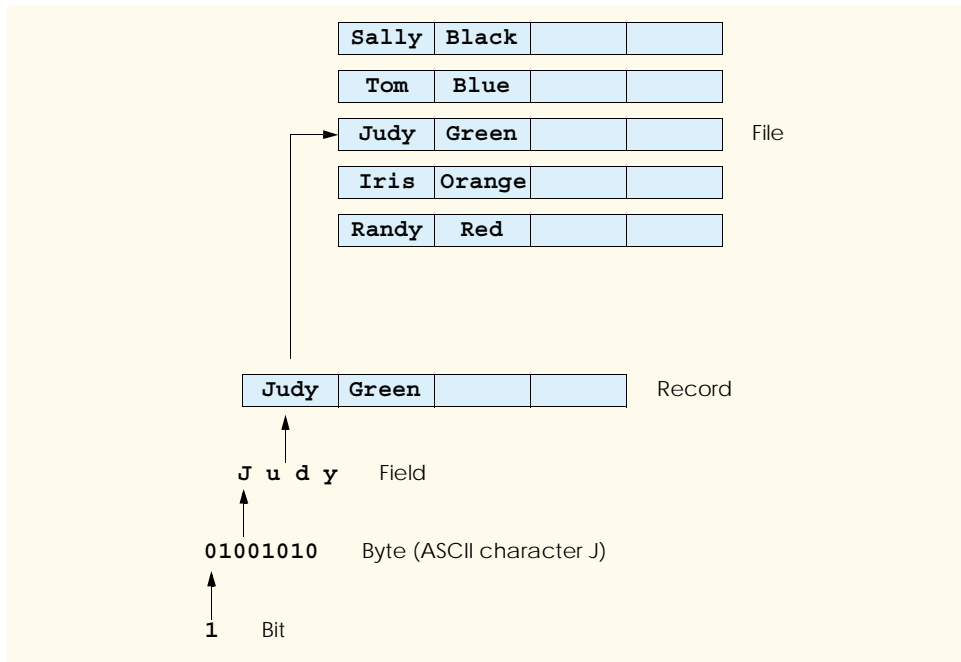 Sally Black
Tom Blue
Judy Green File
Iris Orange
Randy Red
Judy Green Record
J u d y Field
01001010 Byte (ASCII character J)
1 Bit